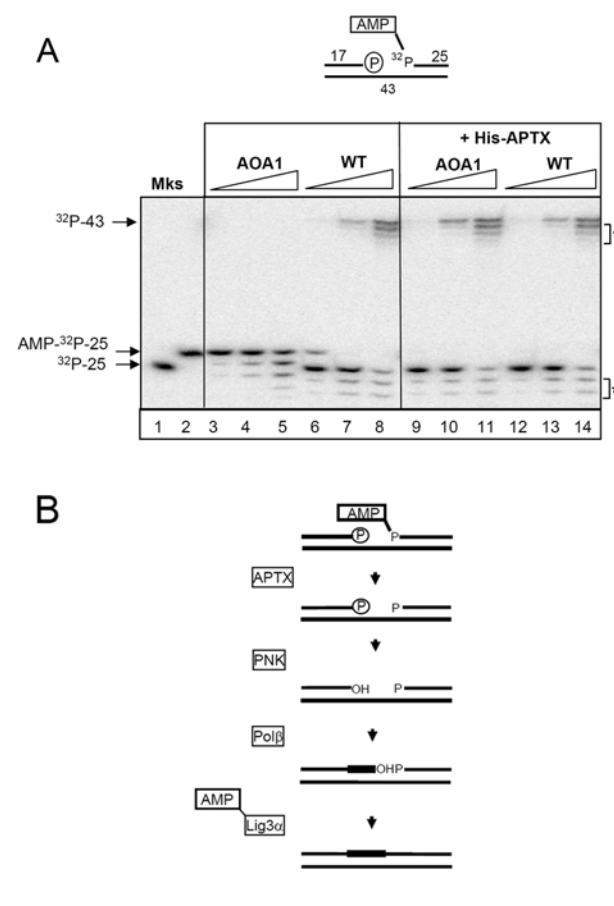 A
AMP
17 P 32P 25
43
+ His-APTX
AOA1 WT AOA1 WT
Mks
32P-43
AMP-32P-25
32P-25
1 2 3 4 5 6 7 8 9 10 11 12 13 14
B
AMP
P P
APTX
P P
PNK
OH P
Polβ
OHP
AMP
Lig3α